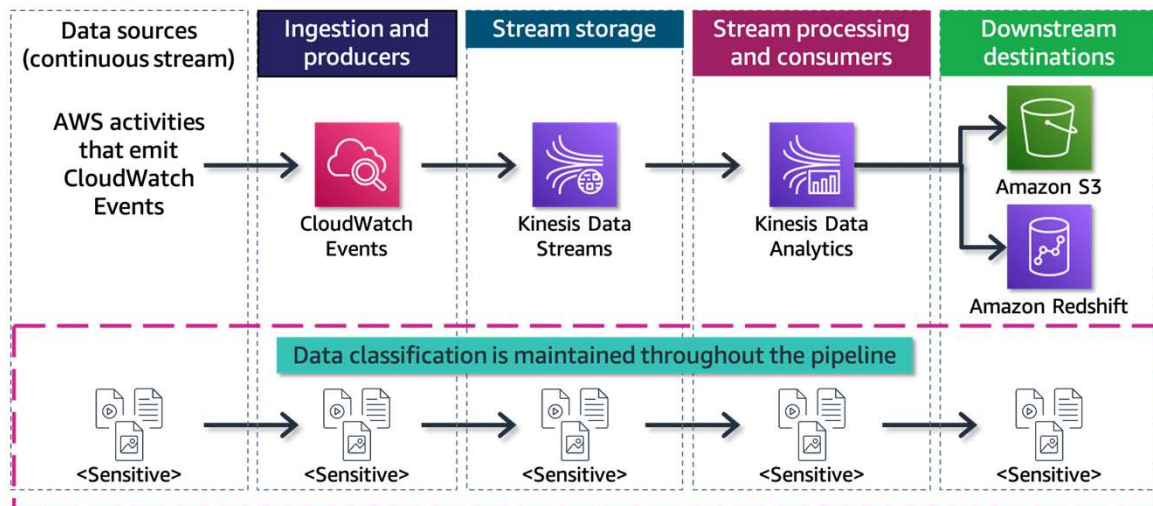 Data sources
(continuous stream)
Ingestion and
producers
Stream storage
Stream processing
and consumers
Downstream
destinations
AWS activities
that emit
CloudWatch
Events
CloudWatch
Events
Kinesis Data
Streams
Kinesis Data
Analytics
Amazon S3
Amazon Redshift
Data classification is maintained throughout the pipeline
<Sensitive>
<Sensitive>
<Sensitive>
<Sensitive>
<Sensitive>